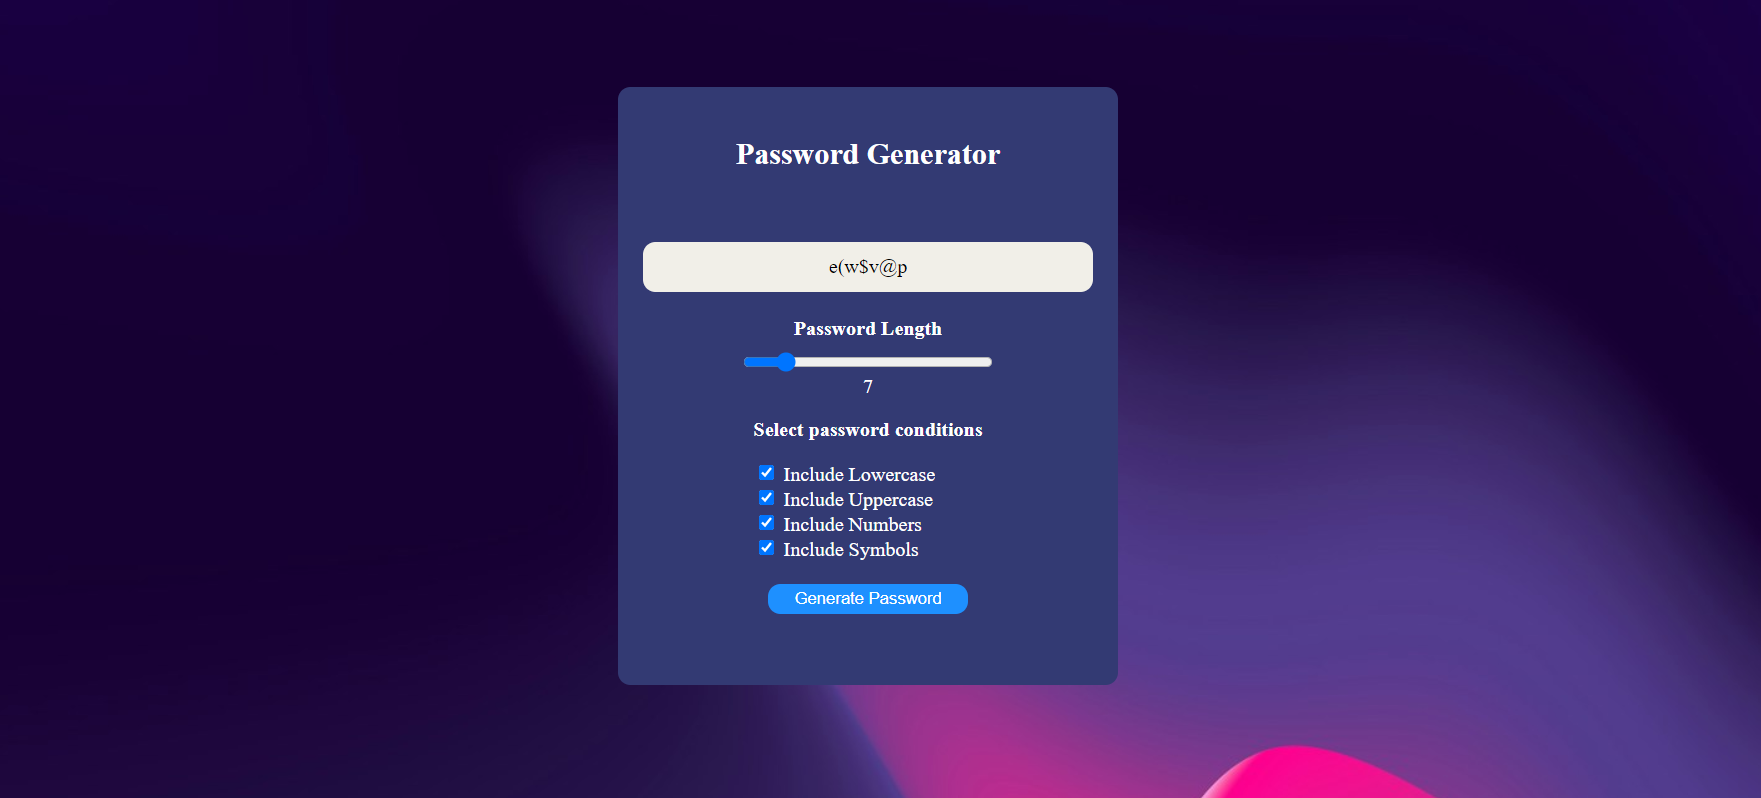 Password Generator
e(w$v@p
Password Length
7
Select password conditions
Include Lowercase
Include Uppercase
Include Numbers
Include Symbols
Generate Password